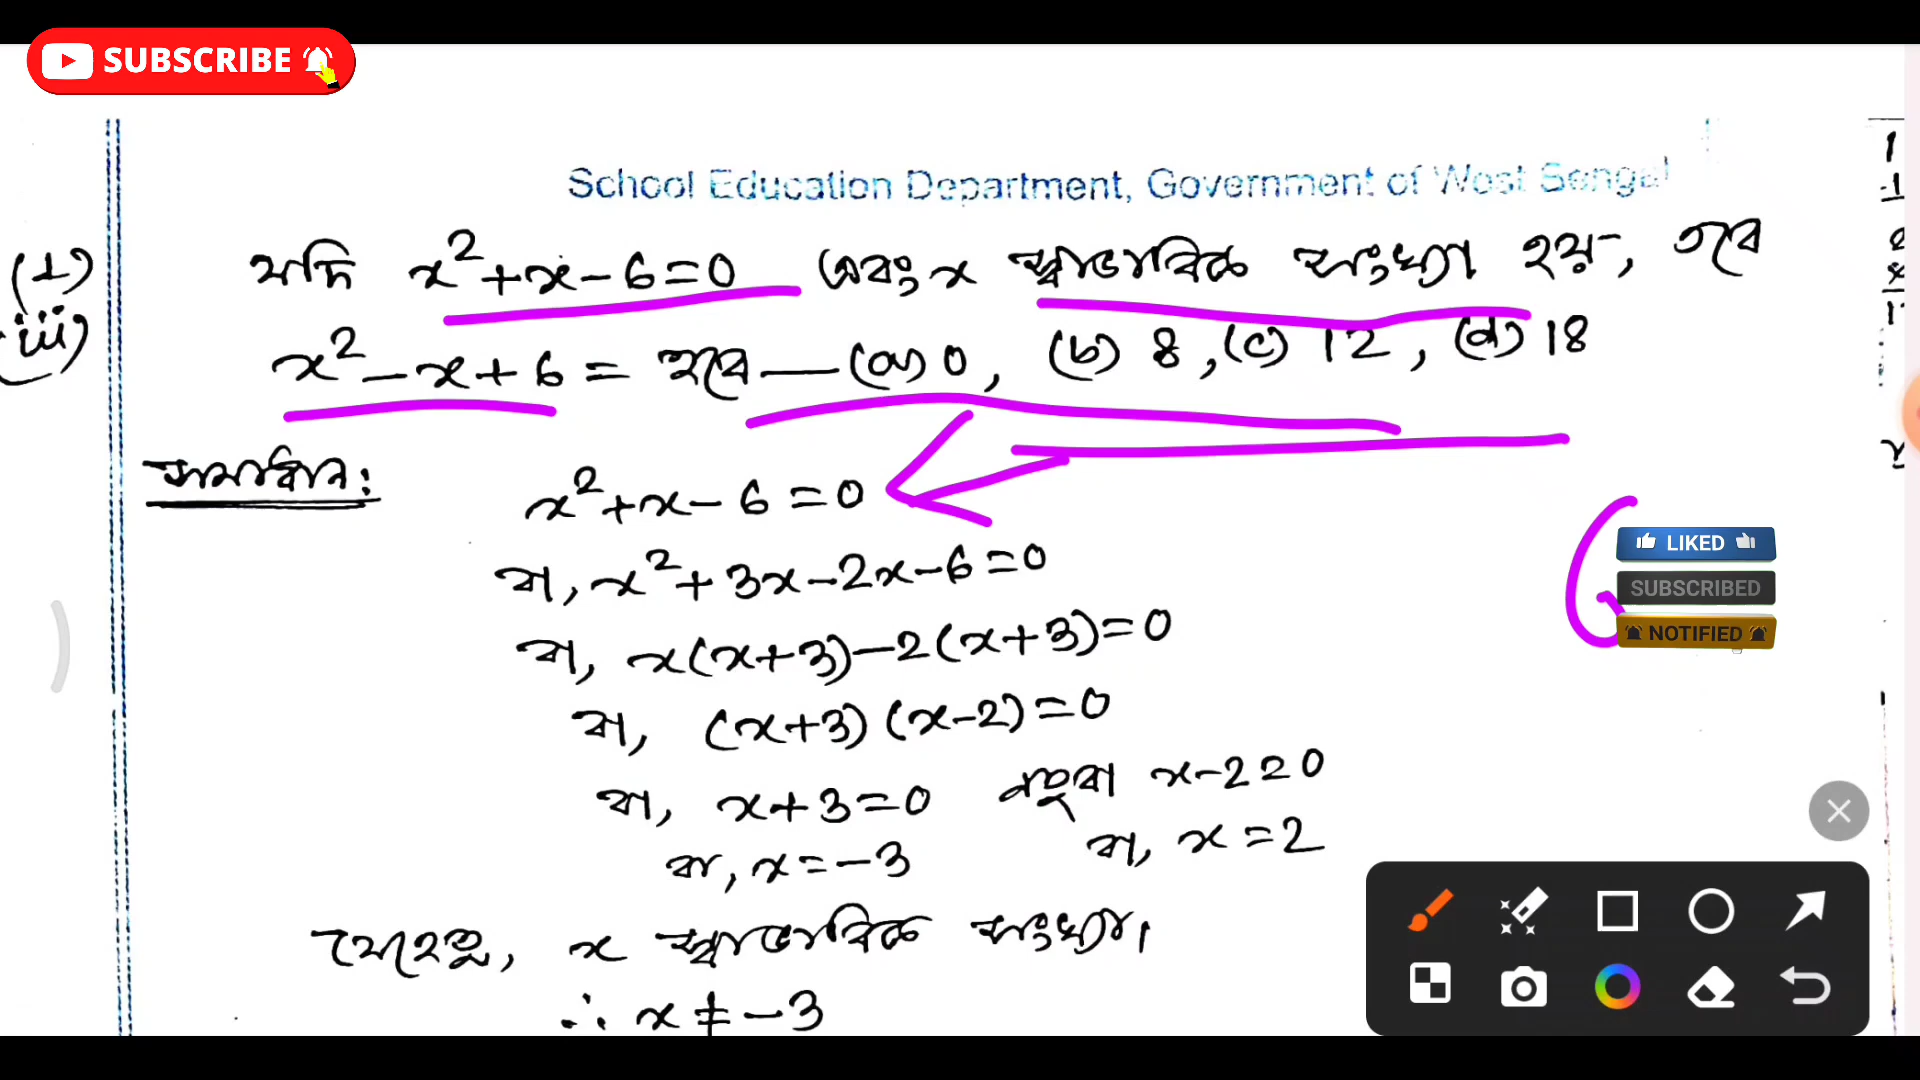 SUBSCRIBE
School Education Department, Government of West Bengal
(1) যদি x²+x-6=0 এবং x স্বাভাবিক সংখ্যা হয়, তবে
(iii) x²-x+6= হবে — (a) 0, (b) 8, (c) 12, (d) 18
সমাধান:
x²+x-6=0
বা, x²+3x-2x-6=0
বা, x(x+3)-2(x+3)=0
বা, (x+3)(x-2)=0
বা, x+3=0 অথবা x-2=0
বা, x=-3 বা, x=2
যেহেতু, x স্বাভাবিক সংখ্যা।
∴ x≠-3
LIKED
SUBSCRIBED
NOTIFIED